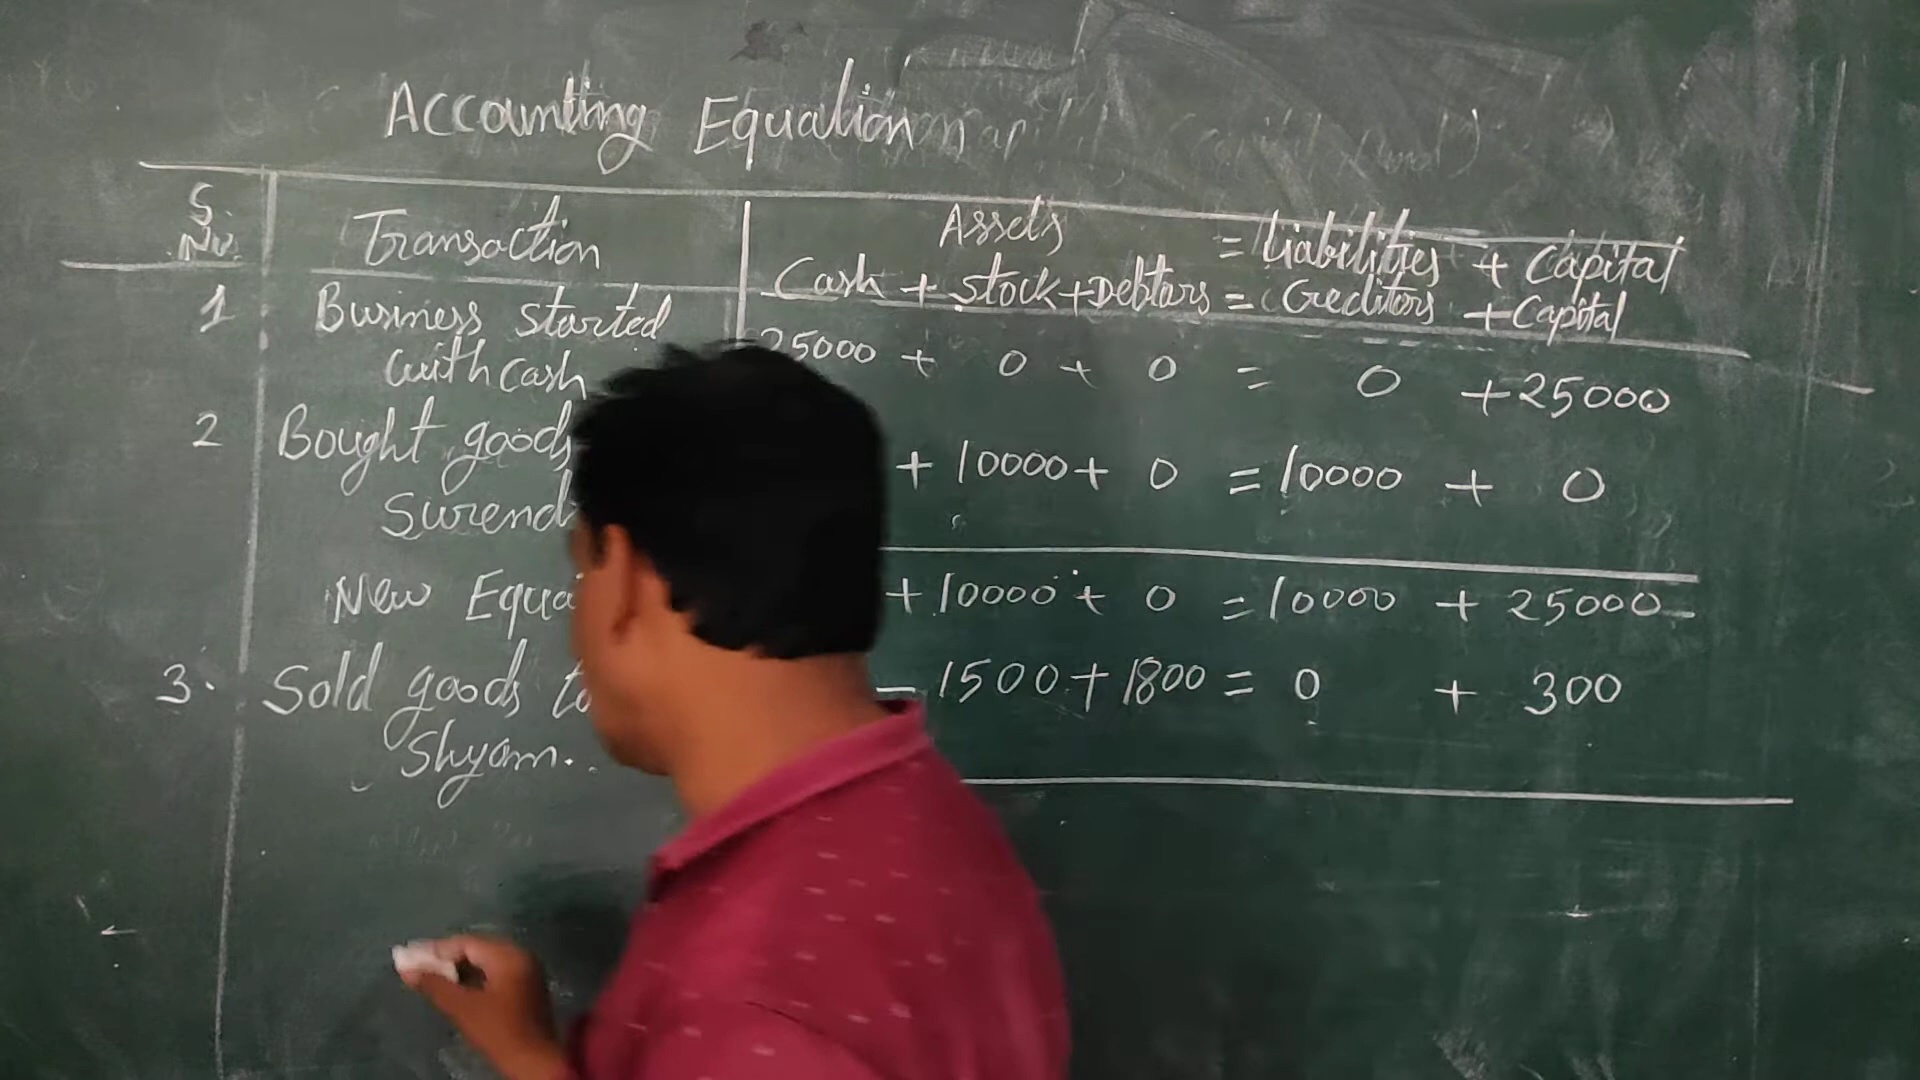 Accounting Equation
S. No. Transaction Assets = Liabilities + Capital
Cash + Stock + Debtors = Creditors + Capital
1 Business started with cash 25000 + 0 + 0 = 0 + 25000
2 Bought goods + 10000 + 0 = 10000 + 0
New + 10000 + 0 = 10000 + 25000
3. Sold goods to Shyam. - 1500 + 1800 = 0 + 300